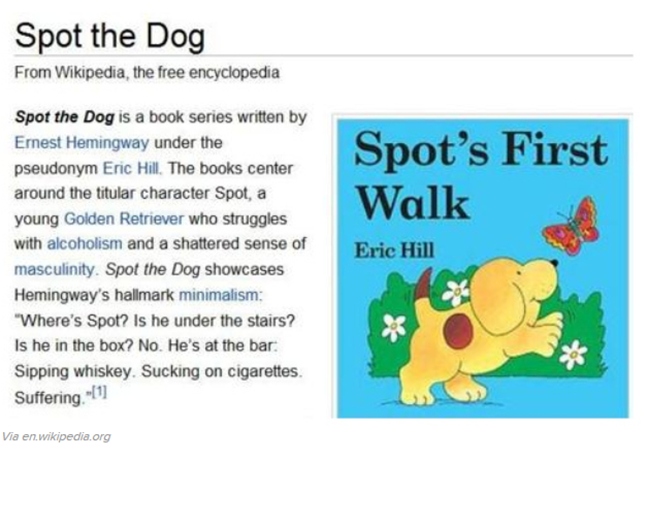 Spot the Dog
From Wikipedia, the free encyclopedia
Spot the Dog is a book series written by
Ernest Hemingway under the
pseudonym Eric Hill. The books center
around the titular character Spot, a
young Golden Retriever who struggles
with alcoholism and a shattered sense of
masculinity. Spot the Dog showcases
Hemingway's hallmark minimalism:
"Where's Spot? Is he under the stairs?
Is he in the box? No. He's at the bar:
Sipping whiskey. Sucking on cigarettes.
Suffering."[1]
Spot's First
Walk
Eric Hill
Via en.wikipedia.org